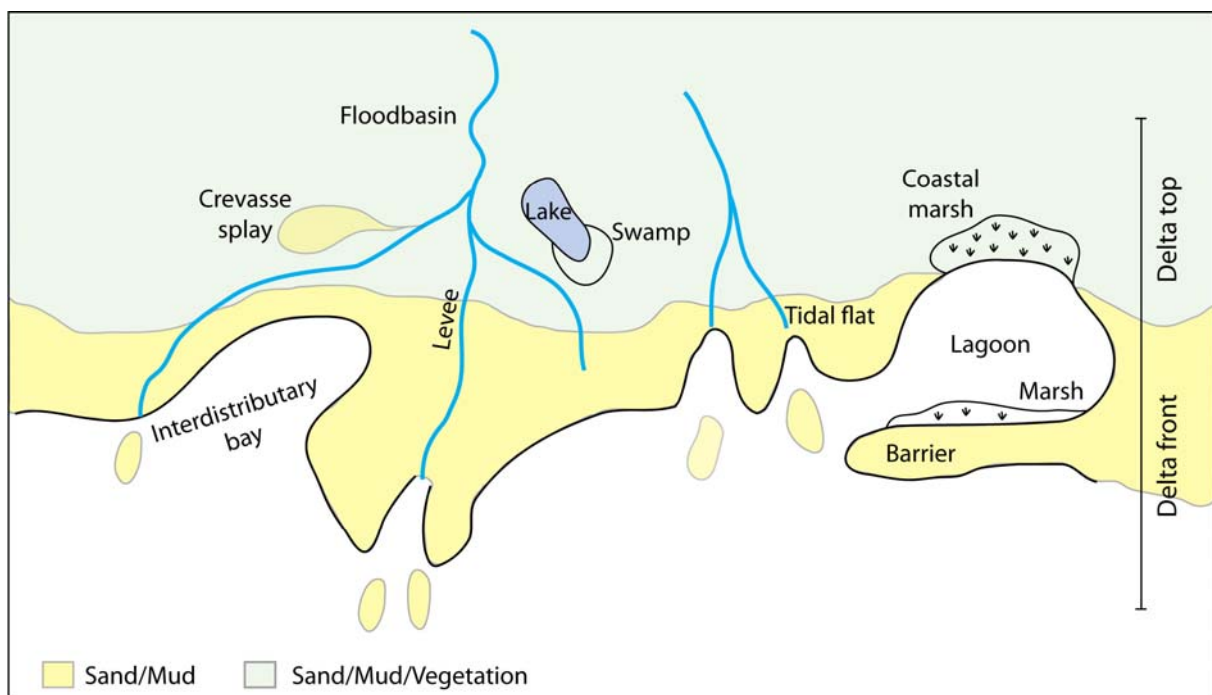 Floodbasin
Crevasse
splay
Lake
Swamp
Coastal
marsh
Delta top
Levee
Tidal flat
Lagoon
Interdistributary
bay
Marsh
Barrier
Delta front
Sand/Mud
Sand/Mud/Vegetation